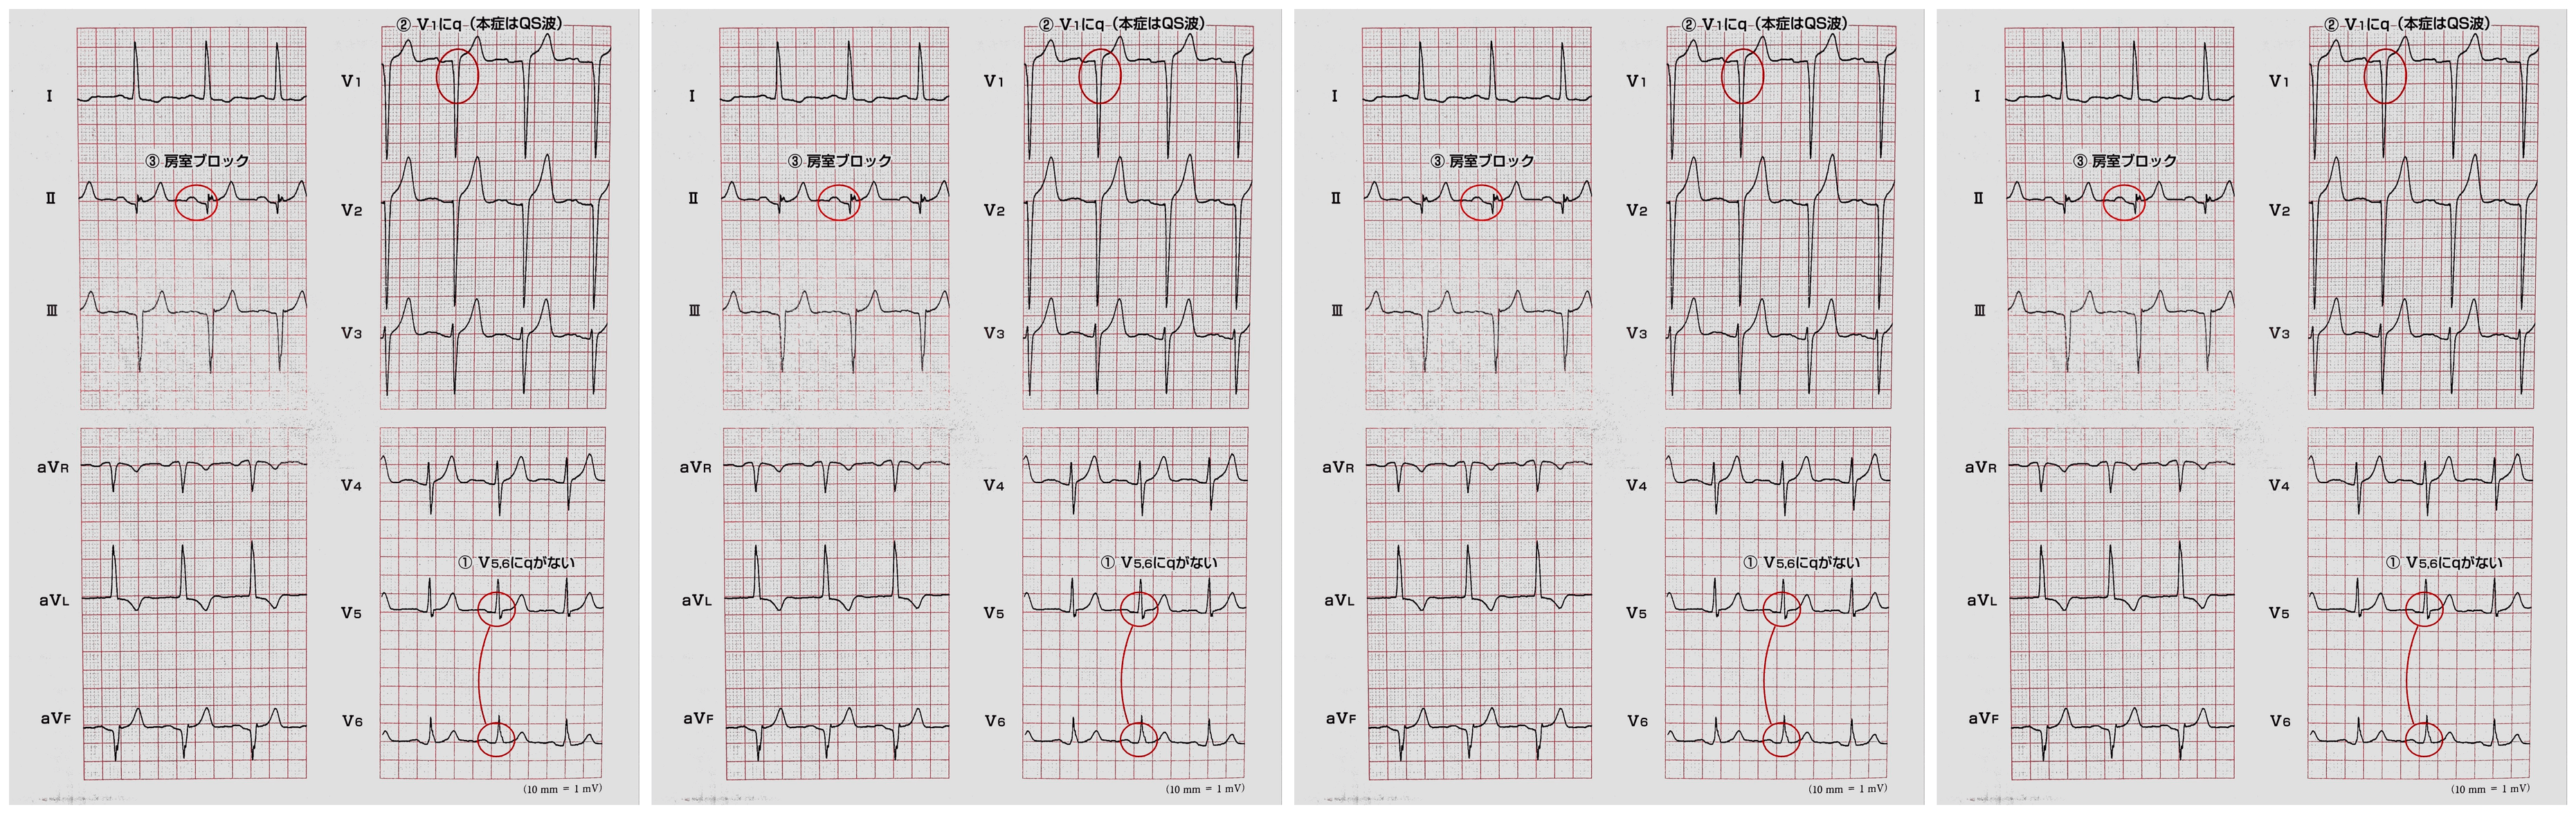 ② V1にq（本症はQS波）
I
V1
③ 房室ブロック
II
V2
III
V3
aVR
V4
① V5,6にqがない
aVL
V5
aVF
V6
(10 mm = 1 mV)
② V1にq（本症はQS波）
I
V1
③ 房室ブロック
II
V2
III
V3
aVR
V4
① V5,6にqがない
aVL
V5
aVF
V6
(10 mm = 1 mV)
② V1にq（本症はQS波）
I
V1
③ 房室ブロック
II
V2
III
V3
aVR
V4
① V5,6にqがない
aVL
V5
aVF
V6
(10 mm = 1 mV)
② V1にq（本症はQS波）
I
V1
③ 房室ブロック
II
V2
III
V3
aVR
V4
① V5,6にqがない
aVL
V5
aVF
V6
(10 mm = 1 mV)